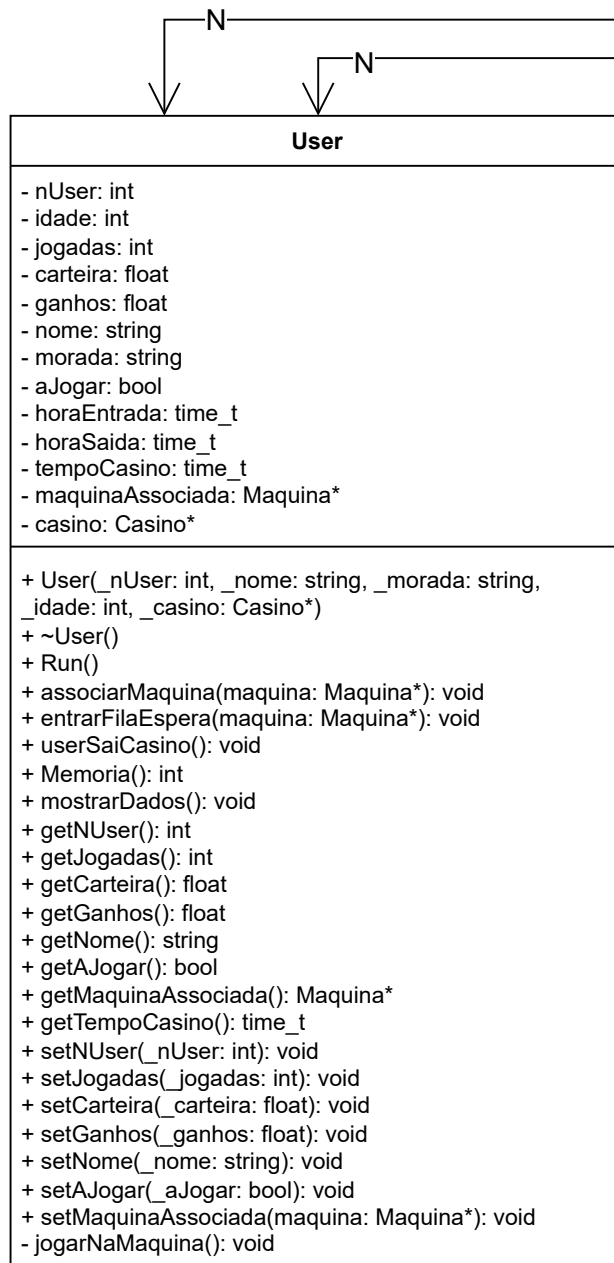 N
N
User
- nUser: int
- idade: int
- jogadas: int
- carteira: float
- ganhos: float
- nome: string
- morada: string
- aJogar: bool
- horaEntrada: time_t
- horaSaida: time_t
- tempoCasino: time_t
- maquinaAssociada: Maquina*
- casino: Casino*
+ User(_nUser: int, _nome: string, _morada: string,
_idade: int, _casino: Casino*)
+ ~User()
+ Run()
+ associarMaquina(maquina: Maquina*): void
+ entrarFilaEspera(maquina: Maquina*): void
+ userSaiCasino(): void
+ Memoria(): int
+ mostrarDados(): void
+ getNUser(): int
+ getJogadas(): int
+ getCarteira(): float
+ getGanhos(): float
+ getNome(): string
+ getAJogar(): bool
+ getMaquinaAssociada(): Maquina*
+ getTempoCasino(): time_t
+ setNUser(_nUser: int): void
+ setJogadas(_jogadas: int): void
+ setCarteira(_carteira: float): void
+ setGanhos(_ganhos: float): void
+ setNome(_nome: string): void
+ setAJogar(_aJogar: bool): void
+ setMaquinaAssociada(maquina: Maquina*): void
- jogarNaMaquina(): void